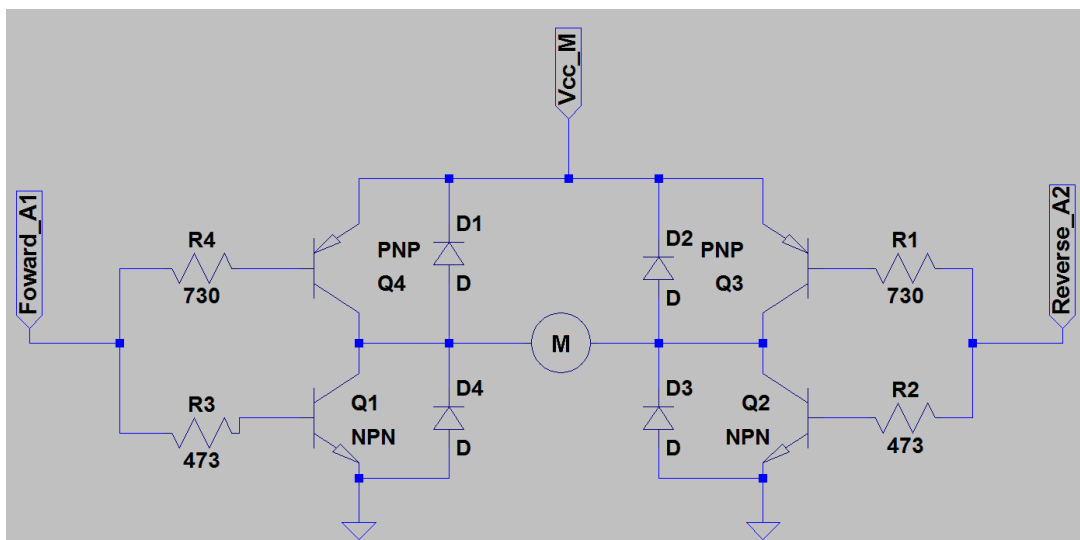 Vcc_M
Foward_A1
Reverse_A2
R4
730
PNP
Q4
D1
D
D2
D
PNP
Q3
R1
730
M
R3
473
Q1
NPN
D4
D
D3
D
Q2
NPN
R2
473